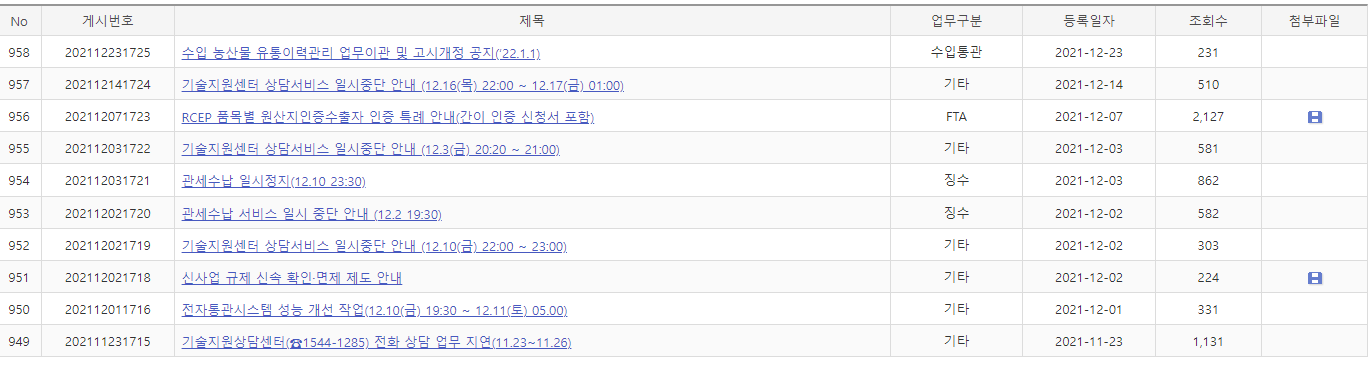 No 게시번호 제목 업무구분 등록일자 조회수 첨부파일
958 202112231725 수입 농산물 유통이력관리 업무이관 및 고시개정 공지('22.1.1) 수입통관 2021-12-23 231
957 202112141724 기술지원센터 상담서비스 일시중단 안내 (12.16(목) 22:00 ~ 12.17(금) 01:00) 기타 2021-12-14 510
956 202112071723 RCEP 품목별 원산지인증수출자 인증 특례 안내(간이 인증 신청서 포함) FTA 2021-12-07 2,127
955 202112031722 기술지원센터 상담서비스 일시중단 안내 (12.3(금) 20:20 ~ 21:00) 기타 2021-12-03 581
954 202112031721 관세수납 일시정지(12.10 23:30) 징수 2021-12-03 862
953 202112021720 관세수납 서비스 일시 중단 안내 (12.2 19:30) 징수 2021-12-02 582
952 202112021719 기술지원센터 상담서비스 일시중단 안내 (12.10(금) 22:00 ~ 23:00) 기타 2021-12-02 303
951 202112021718 신사업 규제 신속 확인·면제 제도 안내 기타 2021-12-02 224
950 202112011716 전자통관시스템 성능 개선 작업(12.10(금) 19:30 ~ 12.11(토) 05.00) 기타 2021-12-01 331
949 202111231715 기술지원상담센터(☎1544-1285) 전화 상담 업무 지연(11.23~11.26) 기타 2021-11-23 1,131